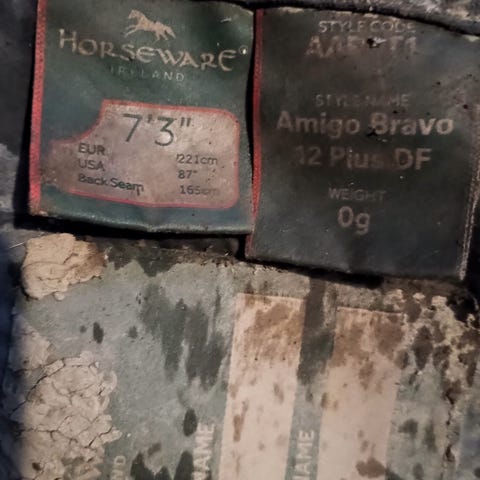 HORSEWARE
IRELAND
7'3"
EUR 221cm
USA 87"
Back Seam 165cm
STYLE CODE
STYLE NAME
Amigo Bravo
12 Plus DF
WEIGHT
0g
NAME
NAME